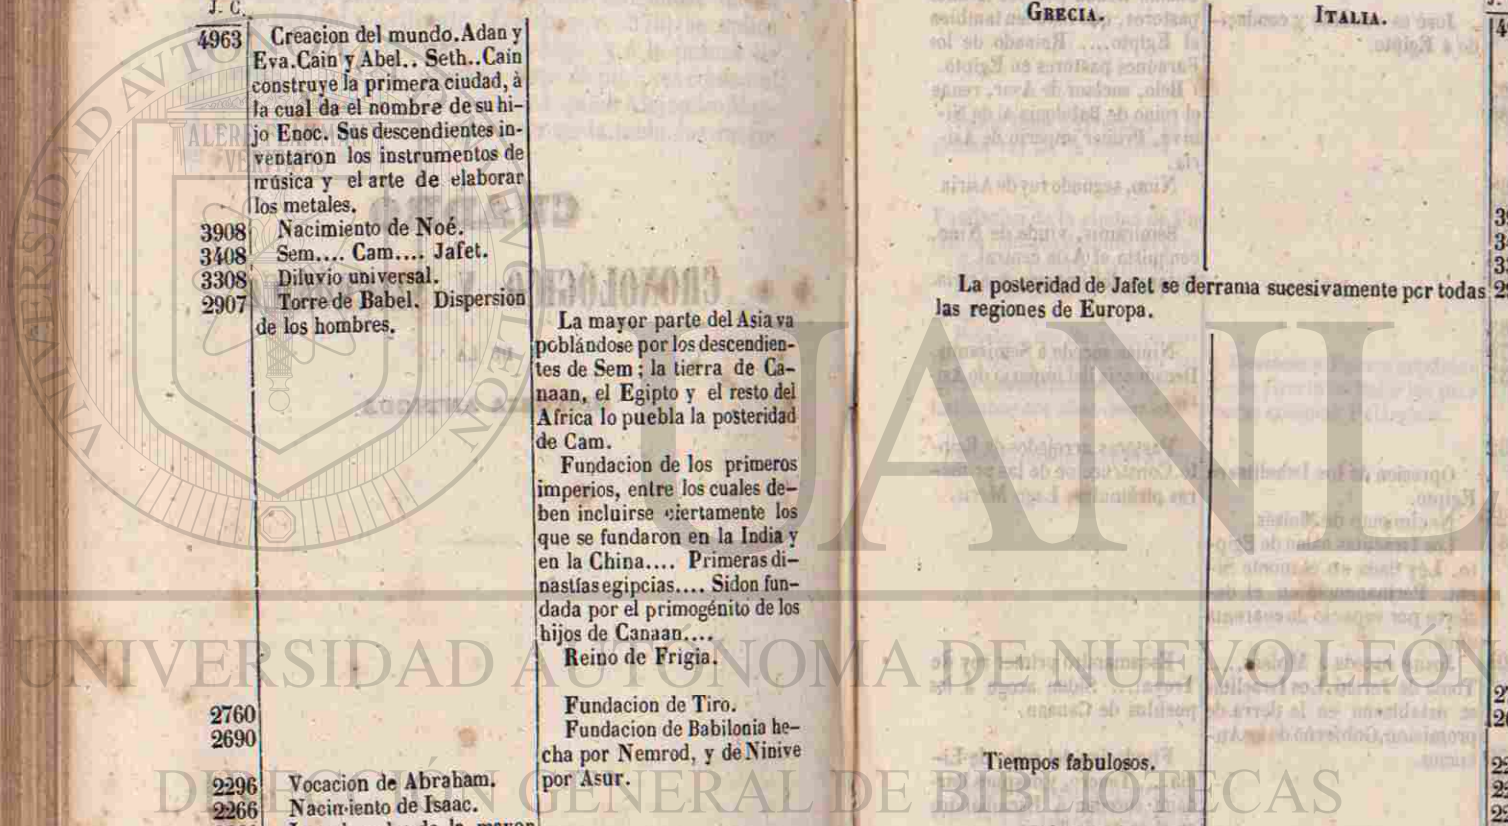 J. C.
4963 Creacion del mundo. Adan y
Eva. Cain y Abel.. Seth.. Cain
construye la primera ciudad, à
la cual da el nombre de su hi-
jo Enoc. Sus descendientes in-
ventaron los instrumentos de
música y el arte de elaborar
los metales.
3908 Nacimiento de Noé.
3408 Sem.... Cam.... Jafet.
3308 Diluvio universal.
2907 Torre de Babel. Dispersion
de los hombres.
La mayor parte del Asia va
poblándose por los descendien-
tes de Sem; la tierra de Ca-
naan, el Egipto y el resto del
Africa lo puebla la posteridad
de Cam.
Fundacion de los primeros
imperios, entre los cuales de-
ben incluirse ciertamente los
que se fundaron en la India y
en la China.... Primeras di-
nastías egipcias.... Sidon fun-
dada por el primogénito de los
hijos de Canaan....
Reino de Frigia.
2760 Fundacion de Tiro.
2690 Fundacion de Babilonia he-
cha por Nemrod, y de Ninive
por Asur.
2296 Vocacion de Abraham.
2266 Nacimiento de Isaac.
GRECIA.
ITALIA.
La posteridad de Jafet se derrama sucesivamente por todas
las regiones de Europa.
Tiempos fabulosos.
UANL
UNIVERSIDAD AUTÓNOMA DE NUEVO LEÓN
DIRECCIÓN GENERAL DE BIBLIOTECAS